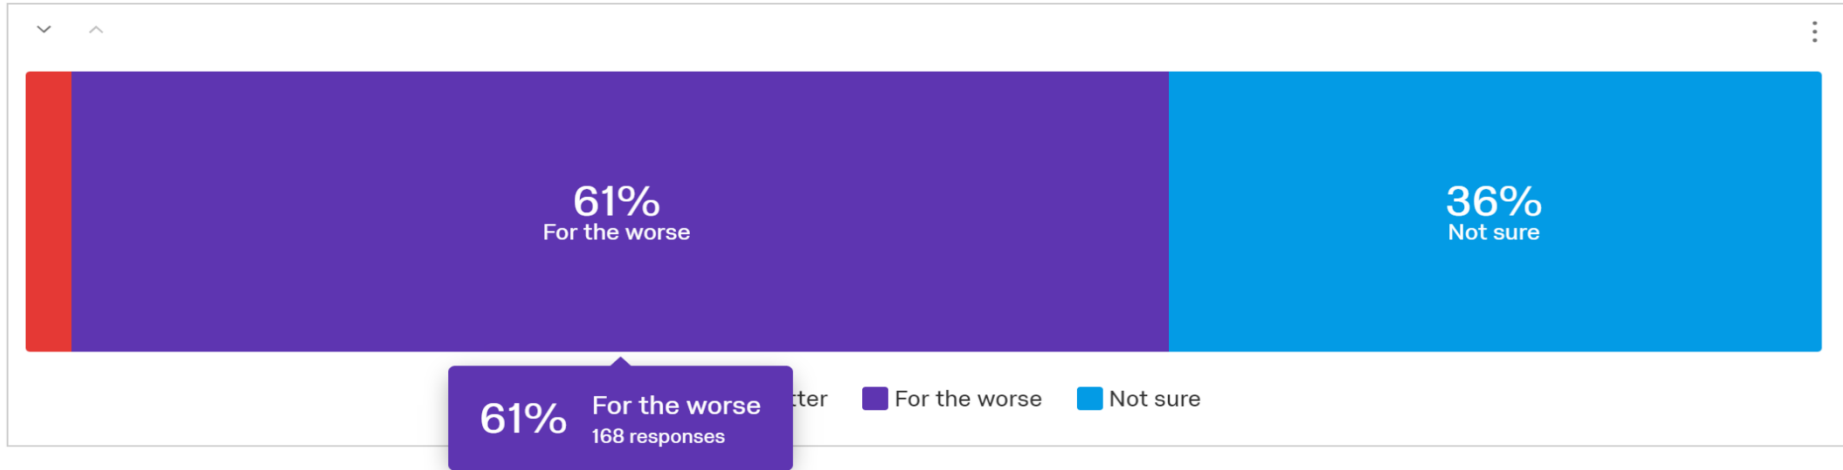 61%
For the worse
36%
Not sure
For the worse
Not sure
61%
For the worse
168 responses